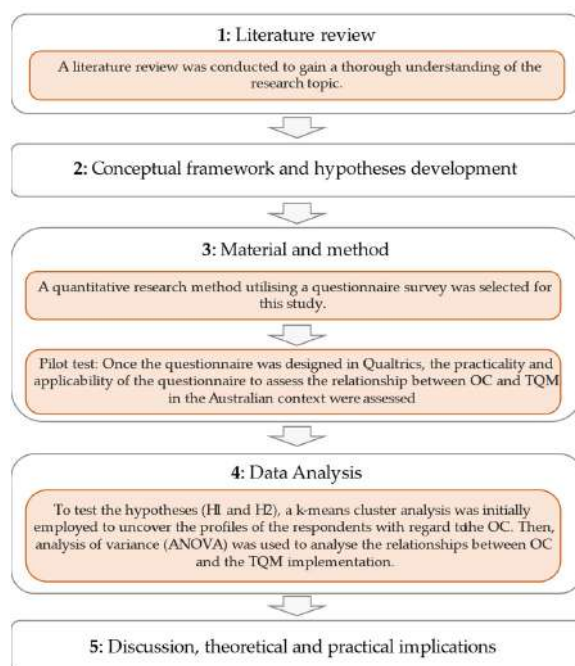 1: Literature review
A literature review was conducted to gain a thorough understanding of the
research topic.
2: Conceptual framework and hypotheses development
3: Material and method
A quantitative research method utilising a questionnaire survey was selected for
this study.
Pilot test: Once the questionnaire was designed in Qualtrics, the practicality and
applicability of the questionnaire to assess the relationship between OC and TQM
in the Australian context were assessed
4: Data Analysis
To test the hypotheses (H1 and H2), a k-means cluster analysis was initially
employed to uncover the profiles of the respondents with regard to the OC. Then,
analysis of variance (ANOVA) was used to analyse the relationships between OC
and the TQM implementation.
5: Discussion, theoretical and practical implications